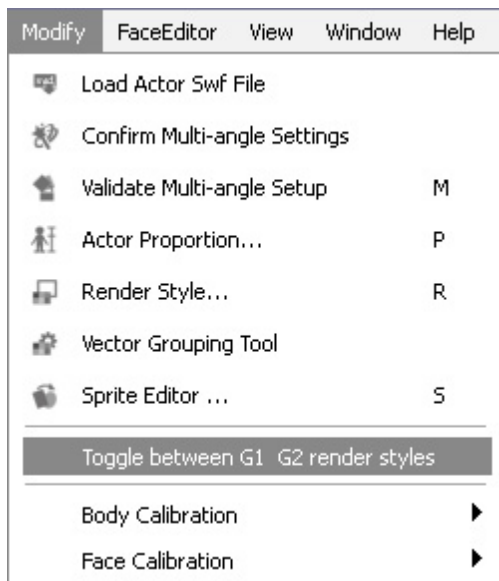 Modify FaceEditor View Window Help
Load Actor Swf File
Confirm Multi-angle Settings
Validate Multi-angle Setup M
Actor Proportion... P
Render Style... R
Vector Grouping Tool
Sprite Editor ... S
Toggle between G1 G2 render styles
Body Calibration
Face Calibration